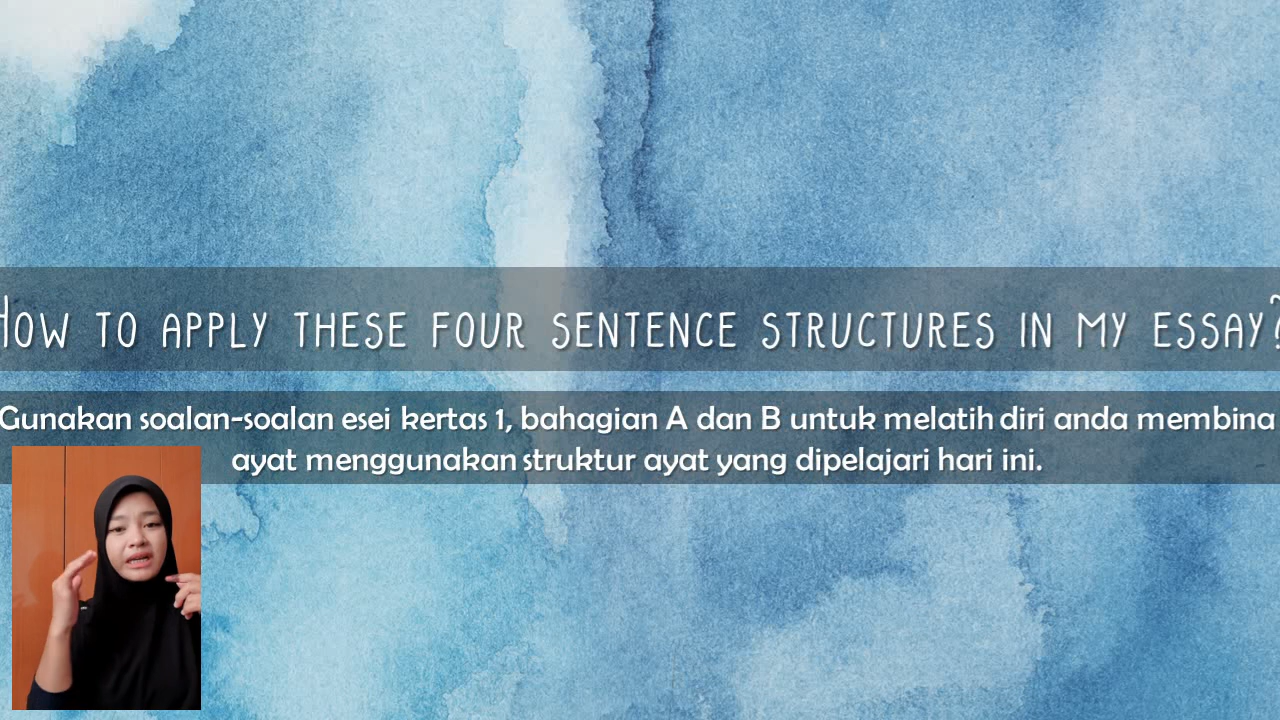 HOW TO APPLY THESE FOUR SENTENCE STRUCTURES IN MY ESSAY?
Gunakan soalan-soalan esei kertas 1, bahagian A dan B untuk melatih diri anda membina
ayat menggunakan struktur ayat yang dipelajari hari ini.